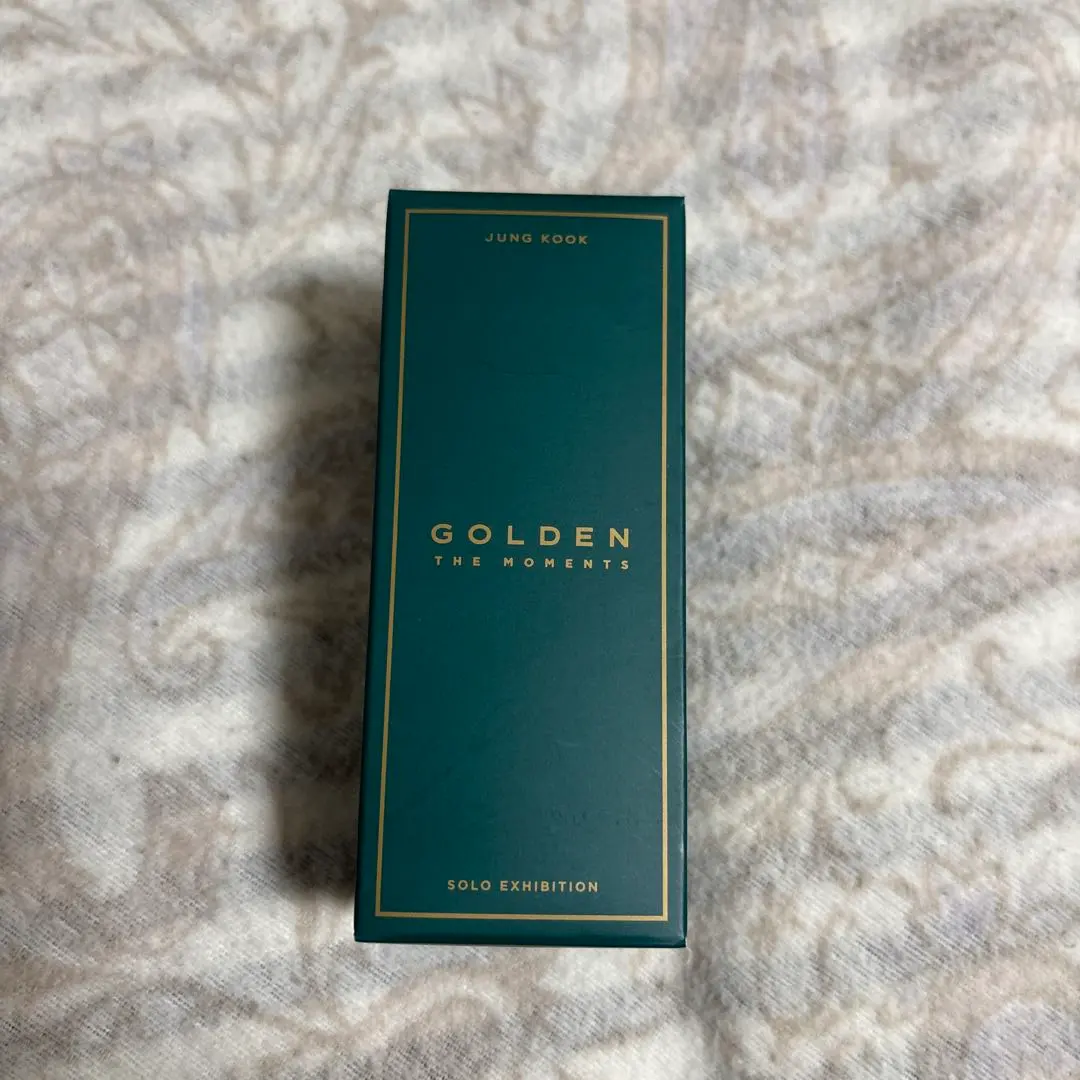 JUNG KOOK
GOLDEN
THE MOMENTS
SOLO EXHIBITION